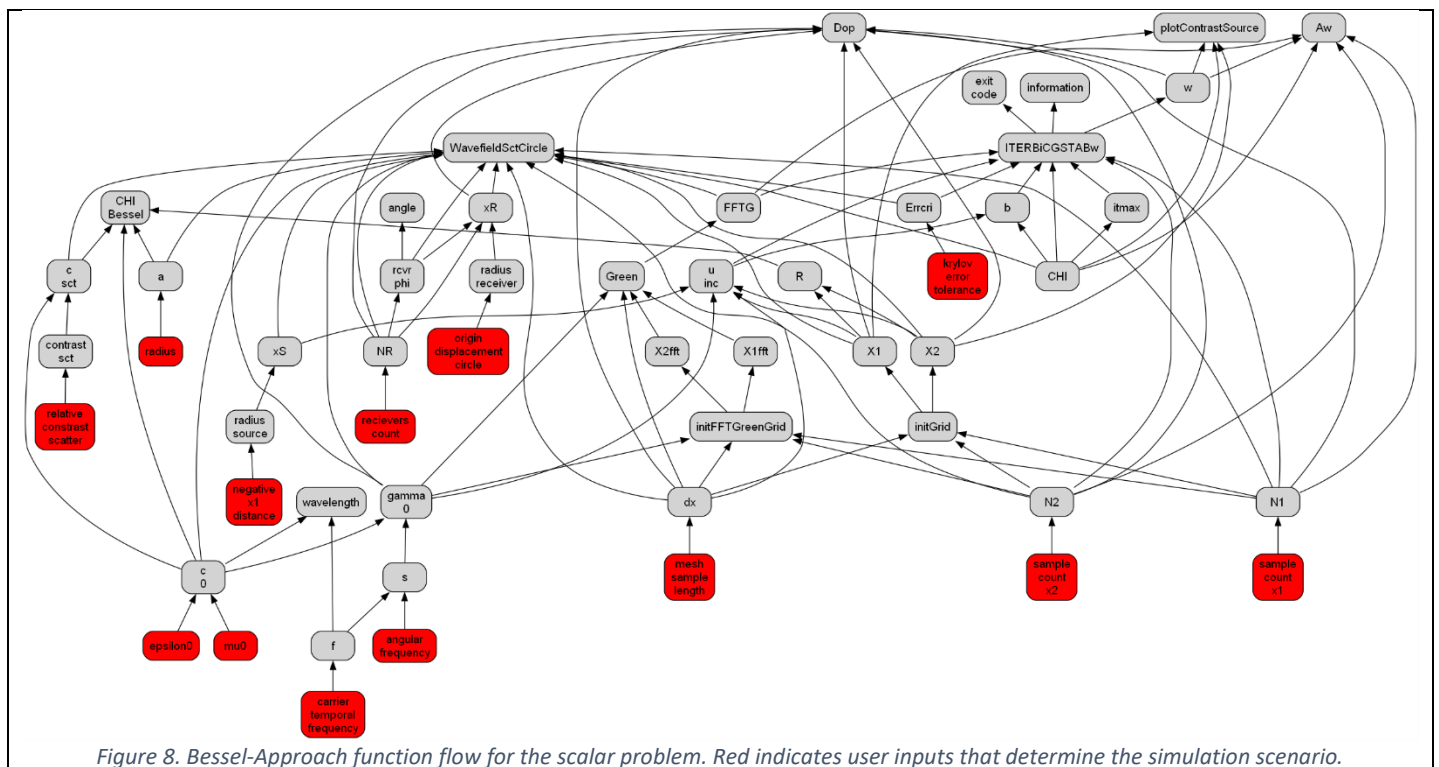 Dop
plotContrastSource
Aw
exit
code
information
w
WavefieldSctCircle
ITERBiCGSTABw
CHI
Bessel
angle
xR
FFTG
Errcri
b
itmax
c
sct
a
rcvr
phi
radius
receiver
Green
u
inc
R
krylov
error
tolerance
CHI
contrast
sct
radius
xS
NR
origin
displacement
circle
X2fft
X1fft
X1
X2
relative
constrast
scatter
radius
source
recievers
count
initFFTGreenGrid
initGrid
negative
x1
distance
wavelength
gamma
0
dx
N2
N1
c
0
s
mesh
sample
length
sample
count
x2
sample
count
x1
epsilon0
mu0
f
angular
frequency
carrier
temporal
frequency
Figure 8. Bessel-Approach function flow for the scalar problem. Red indicates user inputs that determine the simulation scenario.